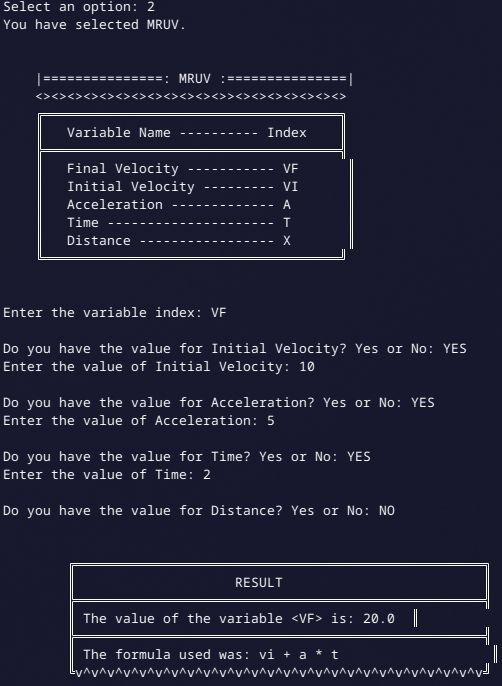 Select an option: 2
You have selected MRUV.
|===============: MRUV :===============|
<><><><><><><><><><><><>><><><><><><><>
Variable Name ---------- Index
Final Velocity ----------- VF
Initial Velocity --------- VI
Acceleration ------------- A
Time --------------------- T
Distance ----------------- X
Enter the variable index: VF
Do you have the value for Initial Velocity? Yes or No: YES
Enter the value of Initial Velocity: 10
Do you have the value for Acceleration? Yes or No: YES
Enter the value of Acceleration: 5
Do you have the value for Time? Yes or No: YES
Enter the value of Time: 2
Do you have the value for Distance? Yes or No: NO
RESULT
The value of the variable <VF> is: 20.0
The formula used was: vi + a * t
v^v^v^v^v^v^v^v^v^v^v^v^v^v^v^v^v^v^v^v^v^v^v^v^v^v